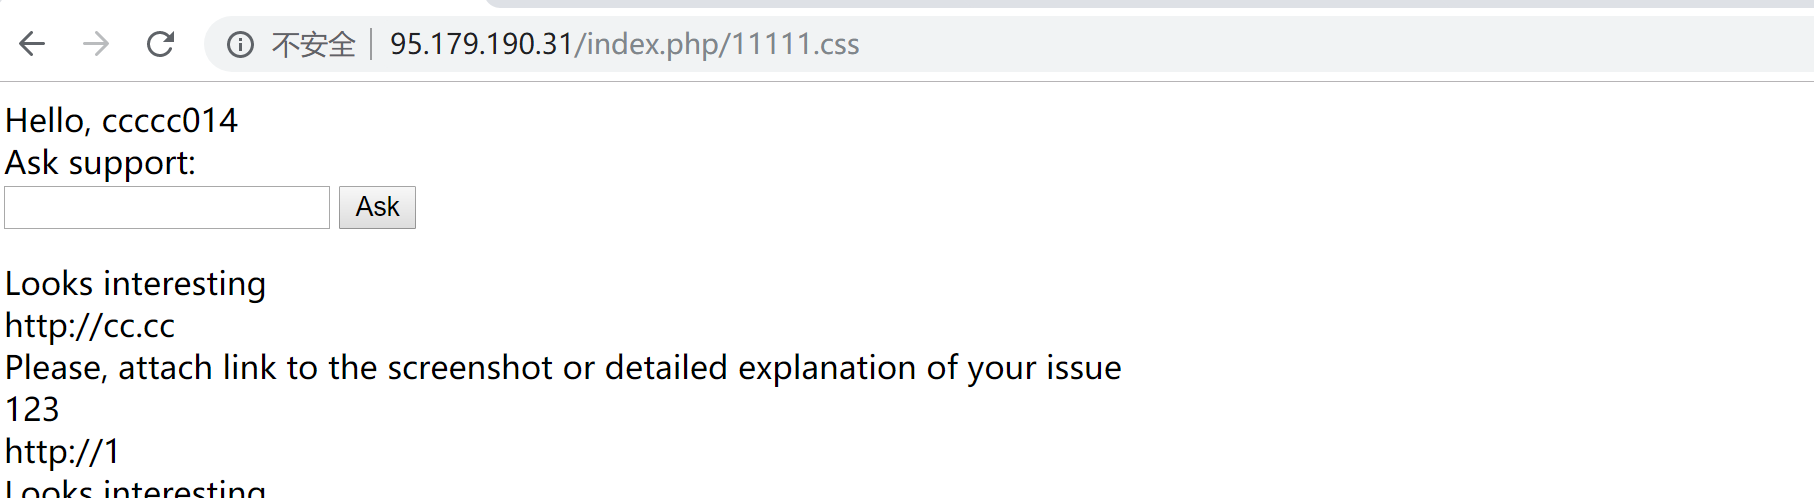 不安全 95.179.190.31/index.php/11111.css
Hello, ccccc014
Ask support:
Ask
Looks interesting
http://cc.cc
Please, attach link to the screenshot or detailed explanation of your issue
123
http://1
Looks interesting